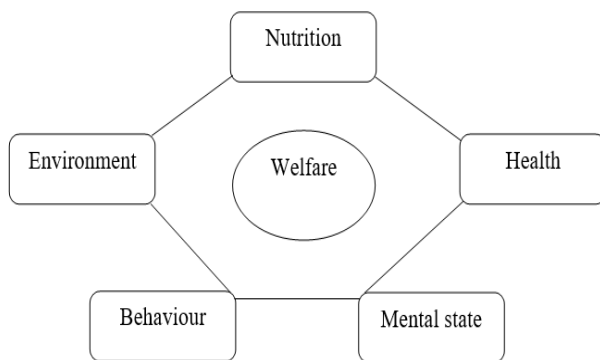 Nutrition
Environment
Welfare
Health
Behaviour
Mental state